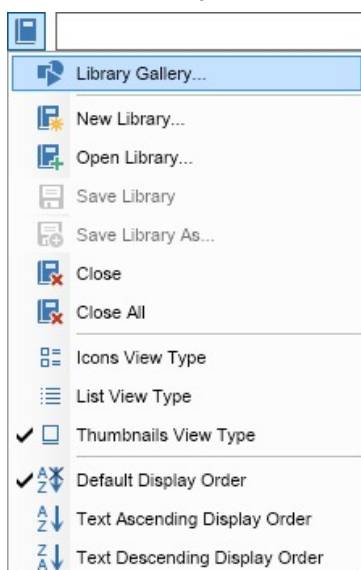 Library Gallery...
New Library...
Open Library...
Save Library
Save Library As...
Close
Close All
Icons View Type
List View Type
Thumbnails View Type
Default Display Order
Text Ascending Display Order
Text Descending Display Order